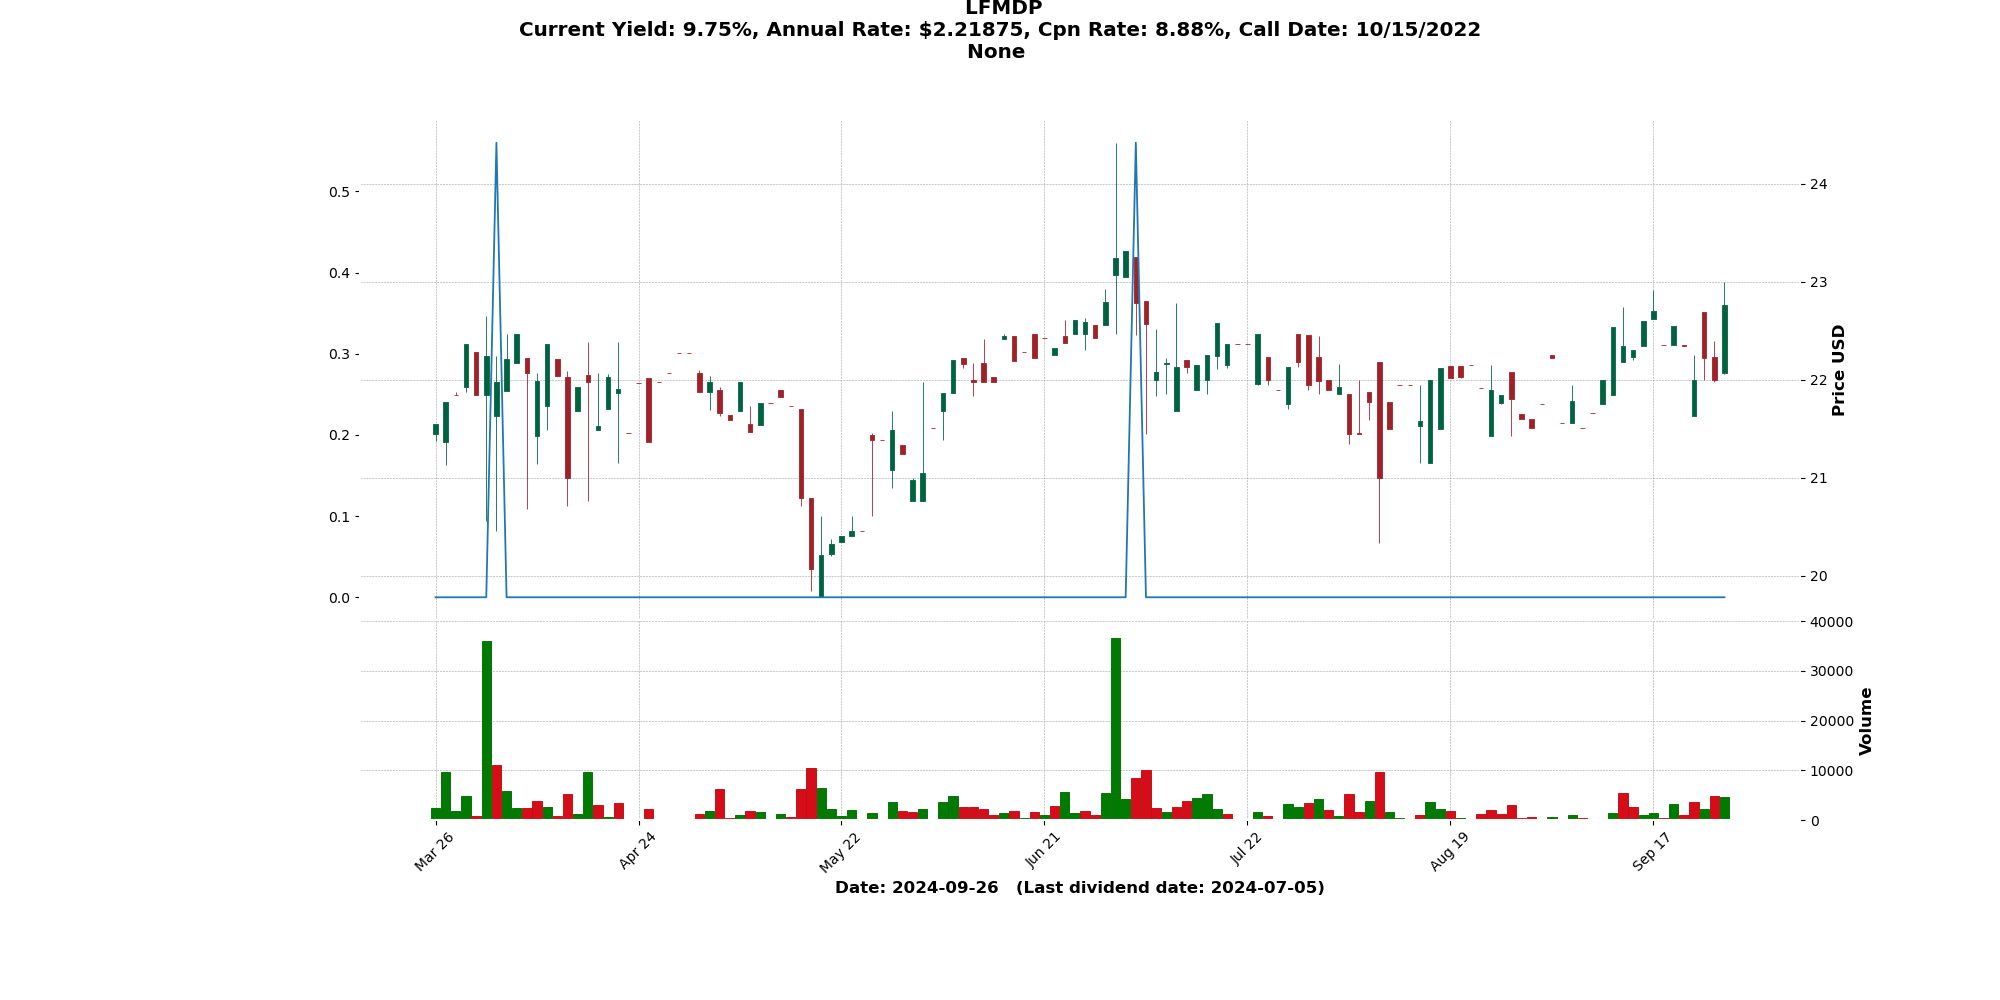 LFMDP
Current Yield: 9.75%, Annual Rate: $2.21875, Cpn Rate: 8.88%, Call Date: 10/15/2022
None
0.5
0.4
0.3
0.2
0.1
0.0
24
23
22
21
20
Price USD
40000
30000
20000
10000
0
Volume
Mar 26
Apr 24
May 22
Jun 21
Jul 22
Aug 19
Sep 17
Date: 2024-09-26 (Last dividend date: 2024-07-05)